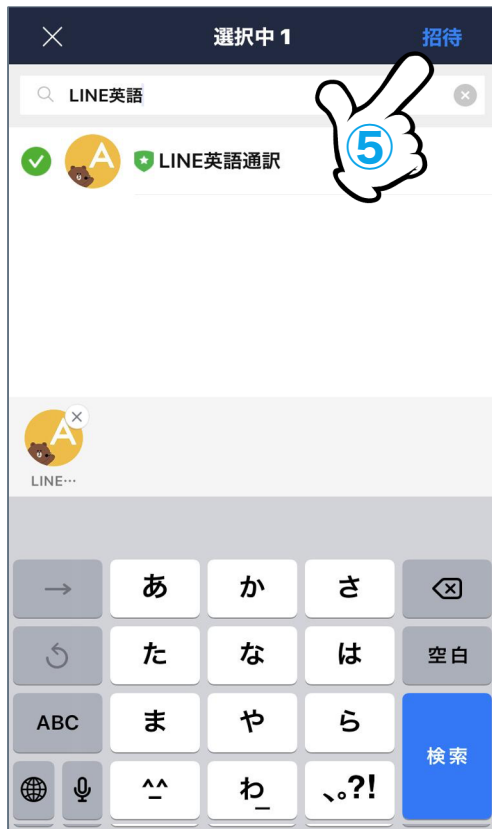 選択中 1
招待
LINE英語
⑤
A
LINE英語通訳
A
LINE…
→ あ か さ
た な は 空白
ABC ま や ら 検索
^^ わ_ 、。?!